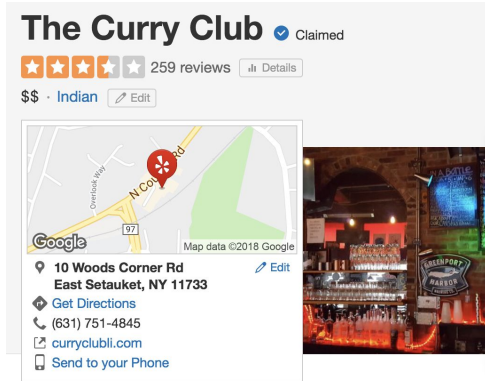 The Curry Club Claimed
259 reviews Details
$$ · Indian Edit
Overlook Way
N Cou Rd
97
Google
Map data ©2018 Google
10 Woods Corner Rd Edit
East Setauket, NY 11733
Get Directions
(631) 751-4845
curryclubli.com
Send to your Phone
GREENPORT
HARBOR